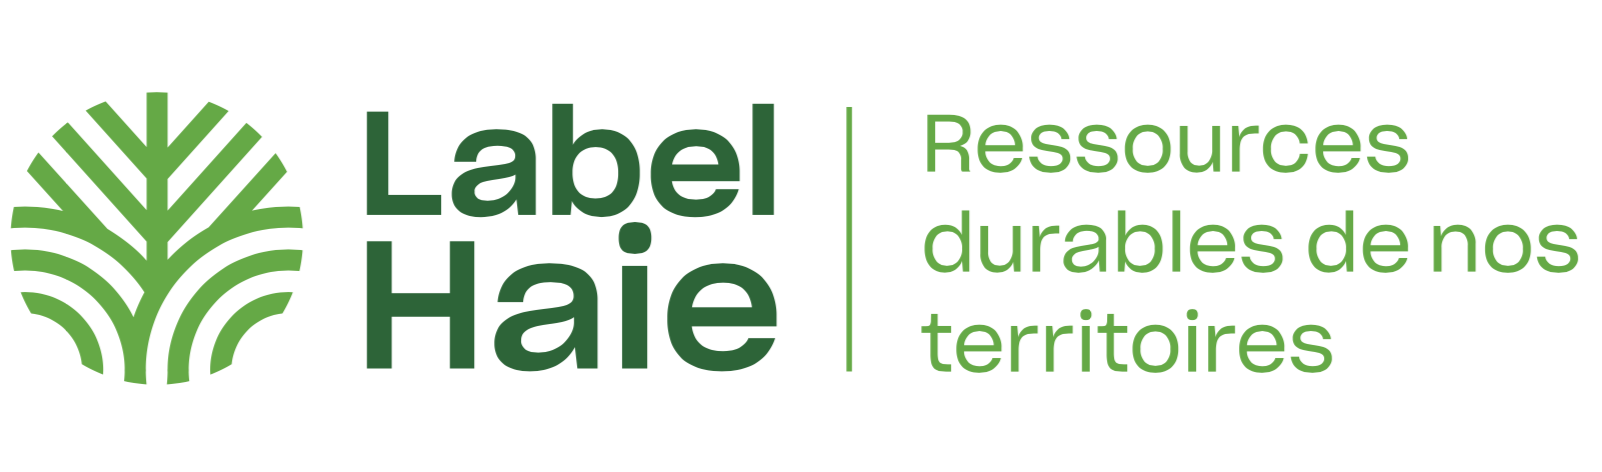 Label
Haie
Ressources
durables de nos
territoires